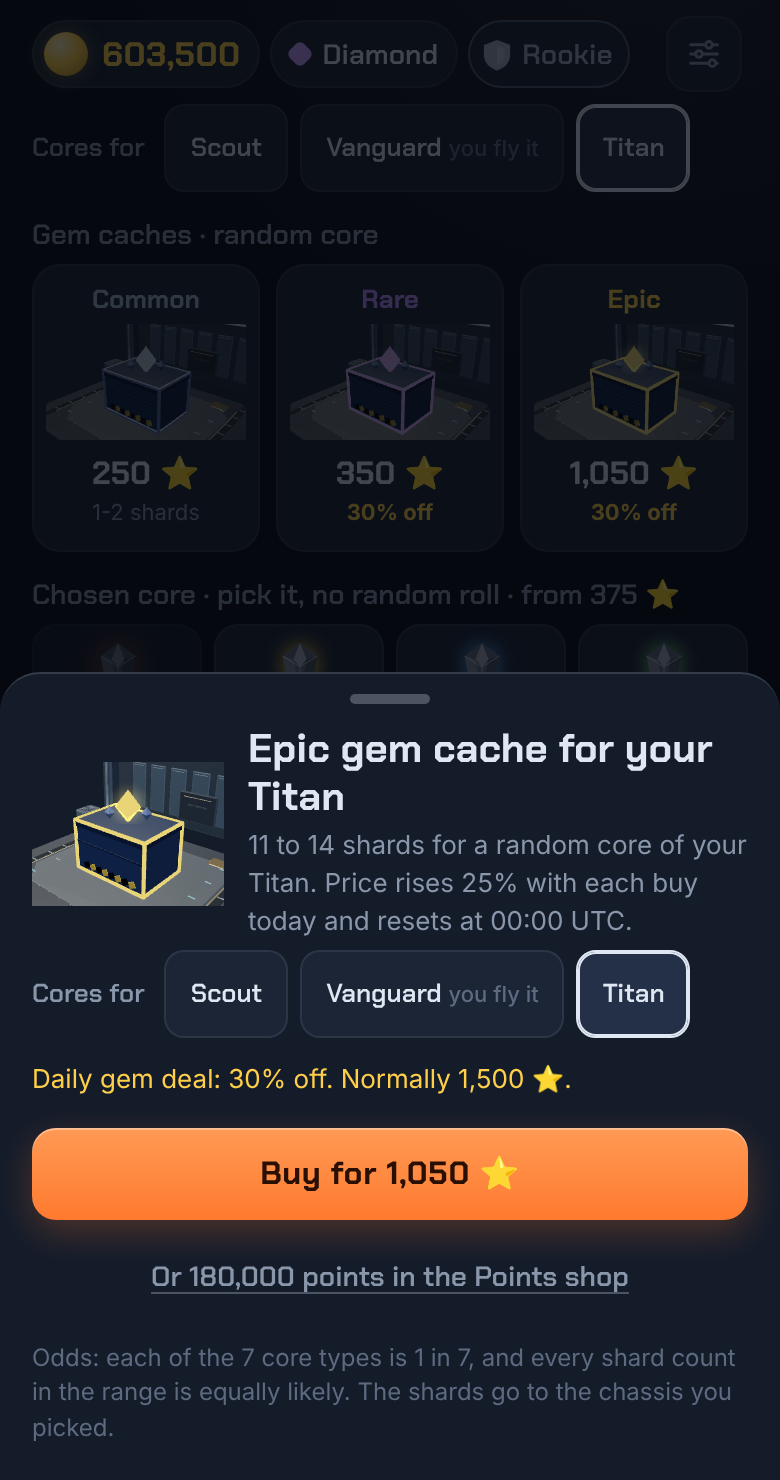 603,500 Diamond Rookie
Cores for Scout Vanguard you fly it Titan
Gem caches · random core
Common Rare Epic
250 ⭐ 350 ⭐ 1,050 ⭐
1-2 shards 30% off 30% off
Chosen core · pick it, no random roll · from 375 ⭐
Epic gem cache for your
Titan
11 to 14 shards for a random core of your
Titan. Price rises 25% with each buy
today and resets at 00:00 UTC.
Cores for Scout Vanguard you fly it Titan
Daily gem deal: 30% off. Normally 1,500 ⭐.
Buy for 1,050 ⭐
Or 180,000 points in the Points shop
Odds: each of the 7 core types is 1 in 7, and every shard count
in the range is equally likely. The shards go to the chassis you
picked.